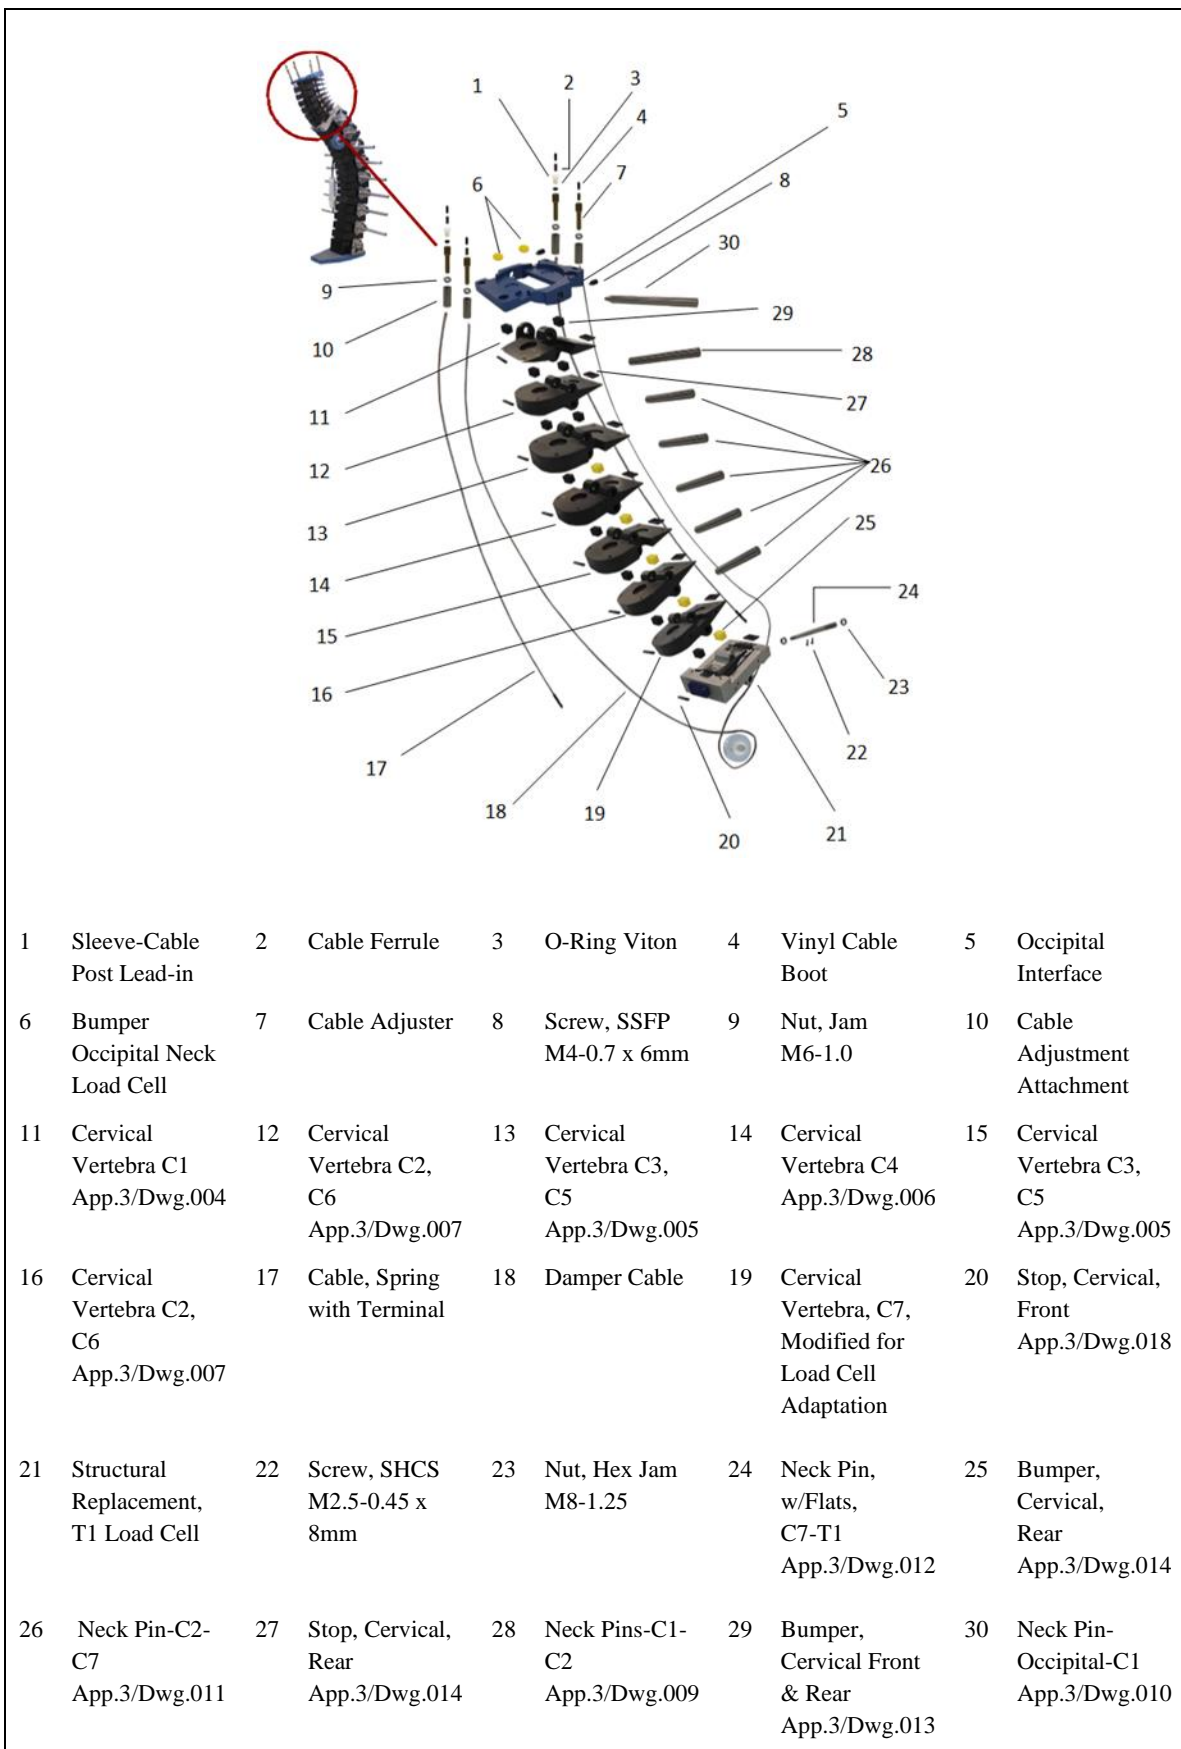 1
2
3
4
5
6
7
8
30
9
29
10
28
11
27
12
26
13
25
14
24
15
16
23
22
17
18
19
20
21
1 Sleeve-Cable Post Lead-in
2 Cable Ferrule
3 O-Ring Viton
4 Vinyl Cable Boot
5 Occipital Interface
6 Bumper Occipital Neck Load Cell
7 Cable Adjuster
8 Screw, SSFP M4-0.7 x 6mm
9 Nut, Jam M6-1.0
10 Cable Adjustment Attachment
11 Cervical Vertebra C1 App.3/Dwg.004
12 Cervical Vertebra C2, C6 App.3/Dwg.007
13 Cervical Vertebra C3, C5 App.3/Dwg.005
14 Cervical Vertebra C4 App.3/Dwg.006
15 Cervical Vertebra C3, C5 App.3/Dwg.005
16 Cervical Vertebra C2, C6 App.3/Dwg.007
17 Cable, Spring with Terminal
18 Damper Cable
19 Cervical Vertebra, C7, Modified for Load Cell Adaptation
20 Stop, Cervical, Front App.3/Dwg.018
21 Structural Replacement, T1 Load Cell
22 Screw, SHCS M2.5-0.45 x 8mm
23 Nut, Hex Jam M8-1.25
24 Neck Pin, w/Flats, C7-T1 App.3/Dwg.012
25 Bumper, Cervical, Rear App.3/Dwg.014
26 Neck Pin-C2-C7 App.3/Dwg.011
27 Stop, Cervical, Rear App.3/Dwg.014
28 Neck Pins-C1-C2 App.3/Dwg.009
29 Bumper, Cervical Front & Rear App.3/Dwg.013
30 Neck Pin-Occipital-C1 App.3/Dwg.010